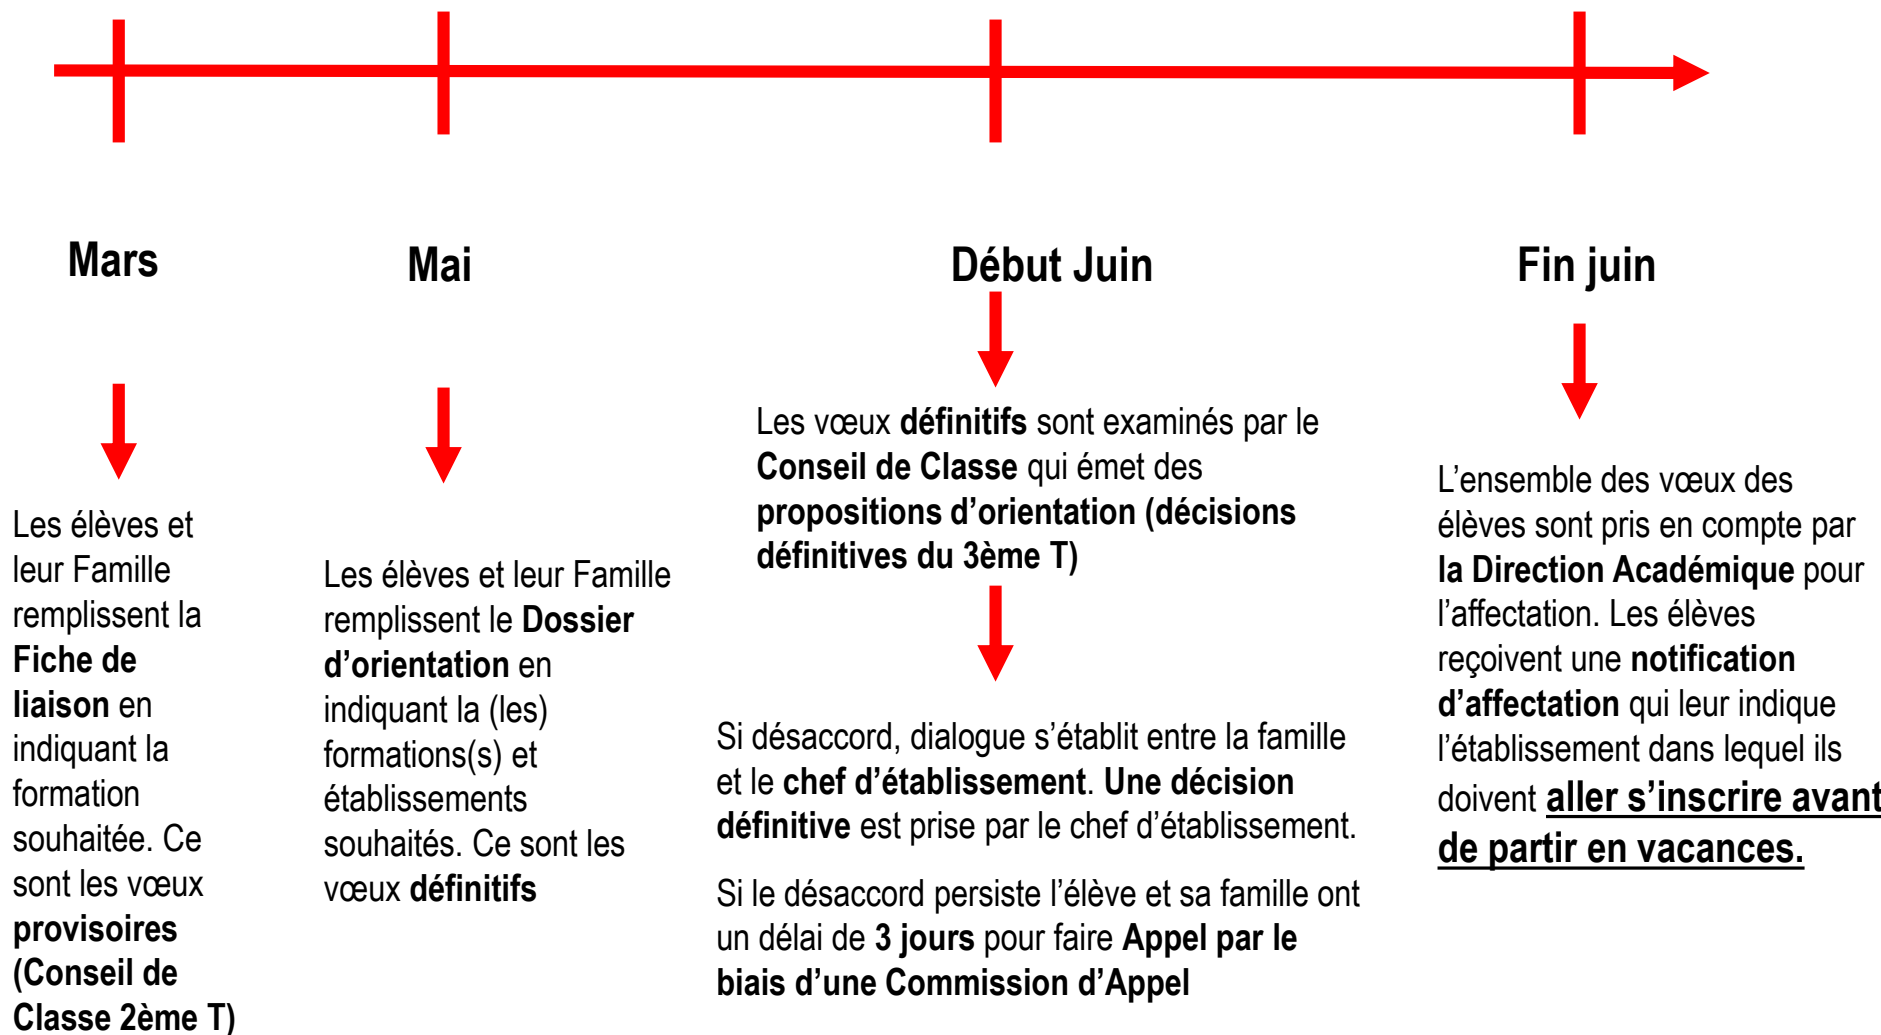 Mars
Mai
Début Juin
Fin juin
Les élèves et
leur Famille
remplissent la
Fiche de
liaison en
indiquant la
formation
souhaitée. Ce
sont les vœux
provisoires
(Conseil de
Classe 2ème T)
Les élèves et leur Famille
remplissent le Dossier
d’orientation en
indiquant la (les)
formations(s) et
établissements
souhaités. Ce sont les
vœux définitifs
Les vœux définitifs sont examinés par le
Conseil de Classe qui émet des
propositions d’orientation (décisions
définitives du 3ème T)
Si désaccord, dialogue s’établit entre la famille
et le chef d’établissement. Une décision
définitive est prise par le chef d’établissement.
Si le désaccord persiste l’élève et sa famille ont
un délai de 3 jours pour faire Appel par le
biais d’une Commission d’Appel
L’ensemble des vœux des
élèves sont pris en compte par
la Direction Académique pour
l’affectation. Les élèves
reçoivent une notification
d’affectation qui leur indique
l’établissement dans lequel ils
doivent aller s’inscrire avant
de partir en vacances.